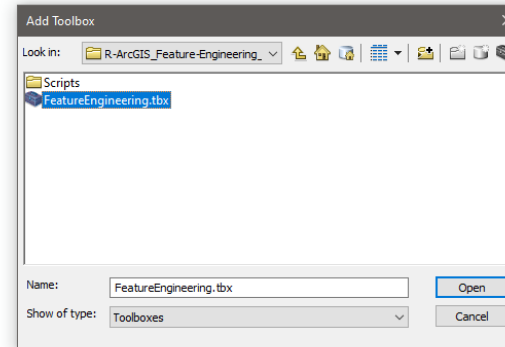 Add Toolbox
Look in: R-ArcGIS_Feature-Engineering_
Scripts
FeatureEngineering.tbx
Name: FeatureEngineering.tbx Open
Show of type: Toolboxes Cancel